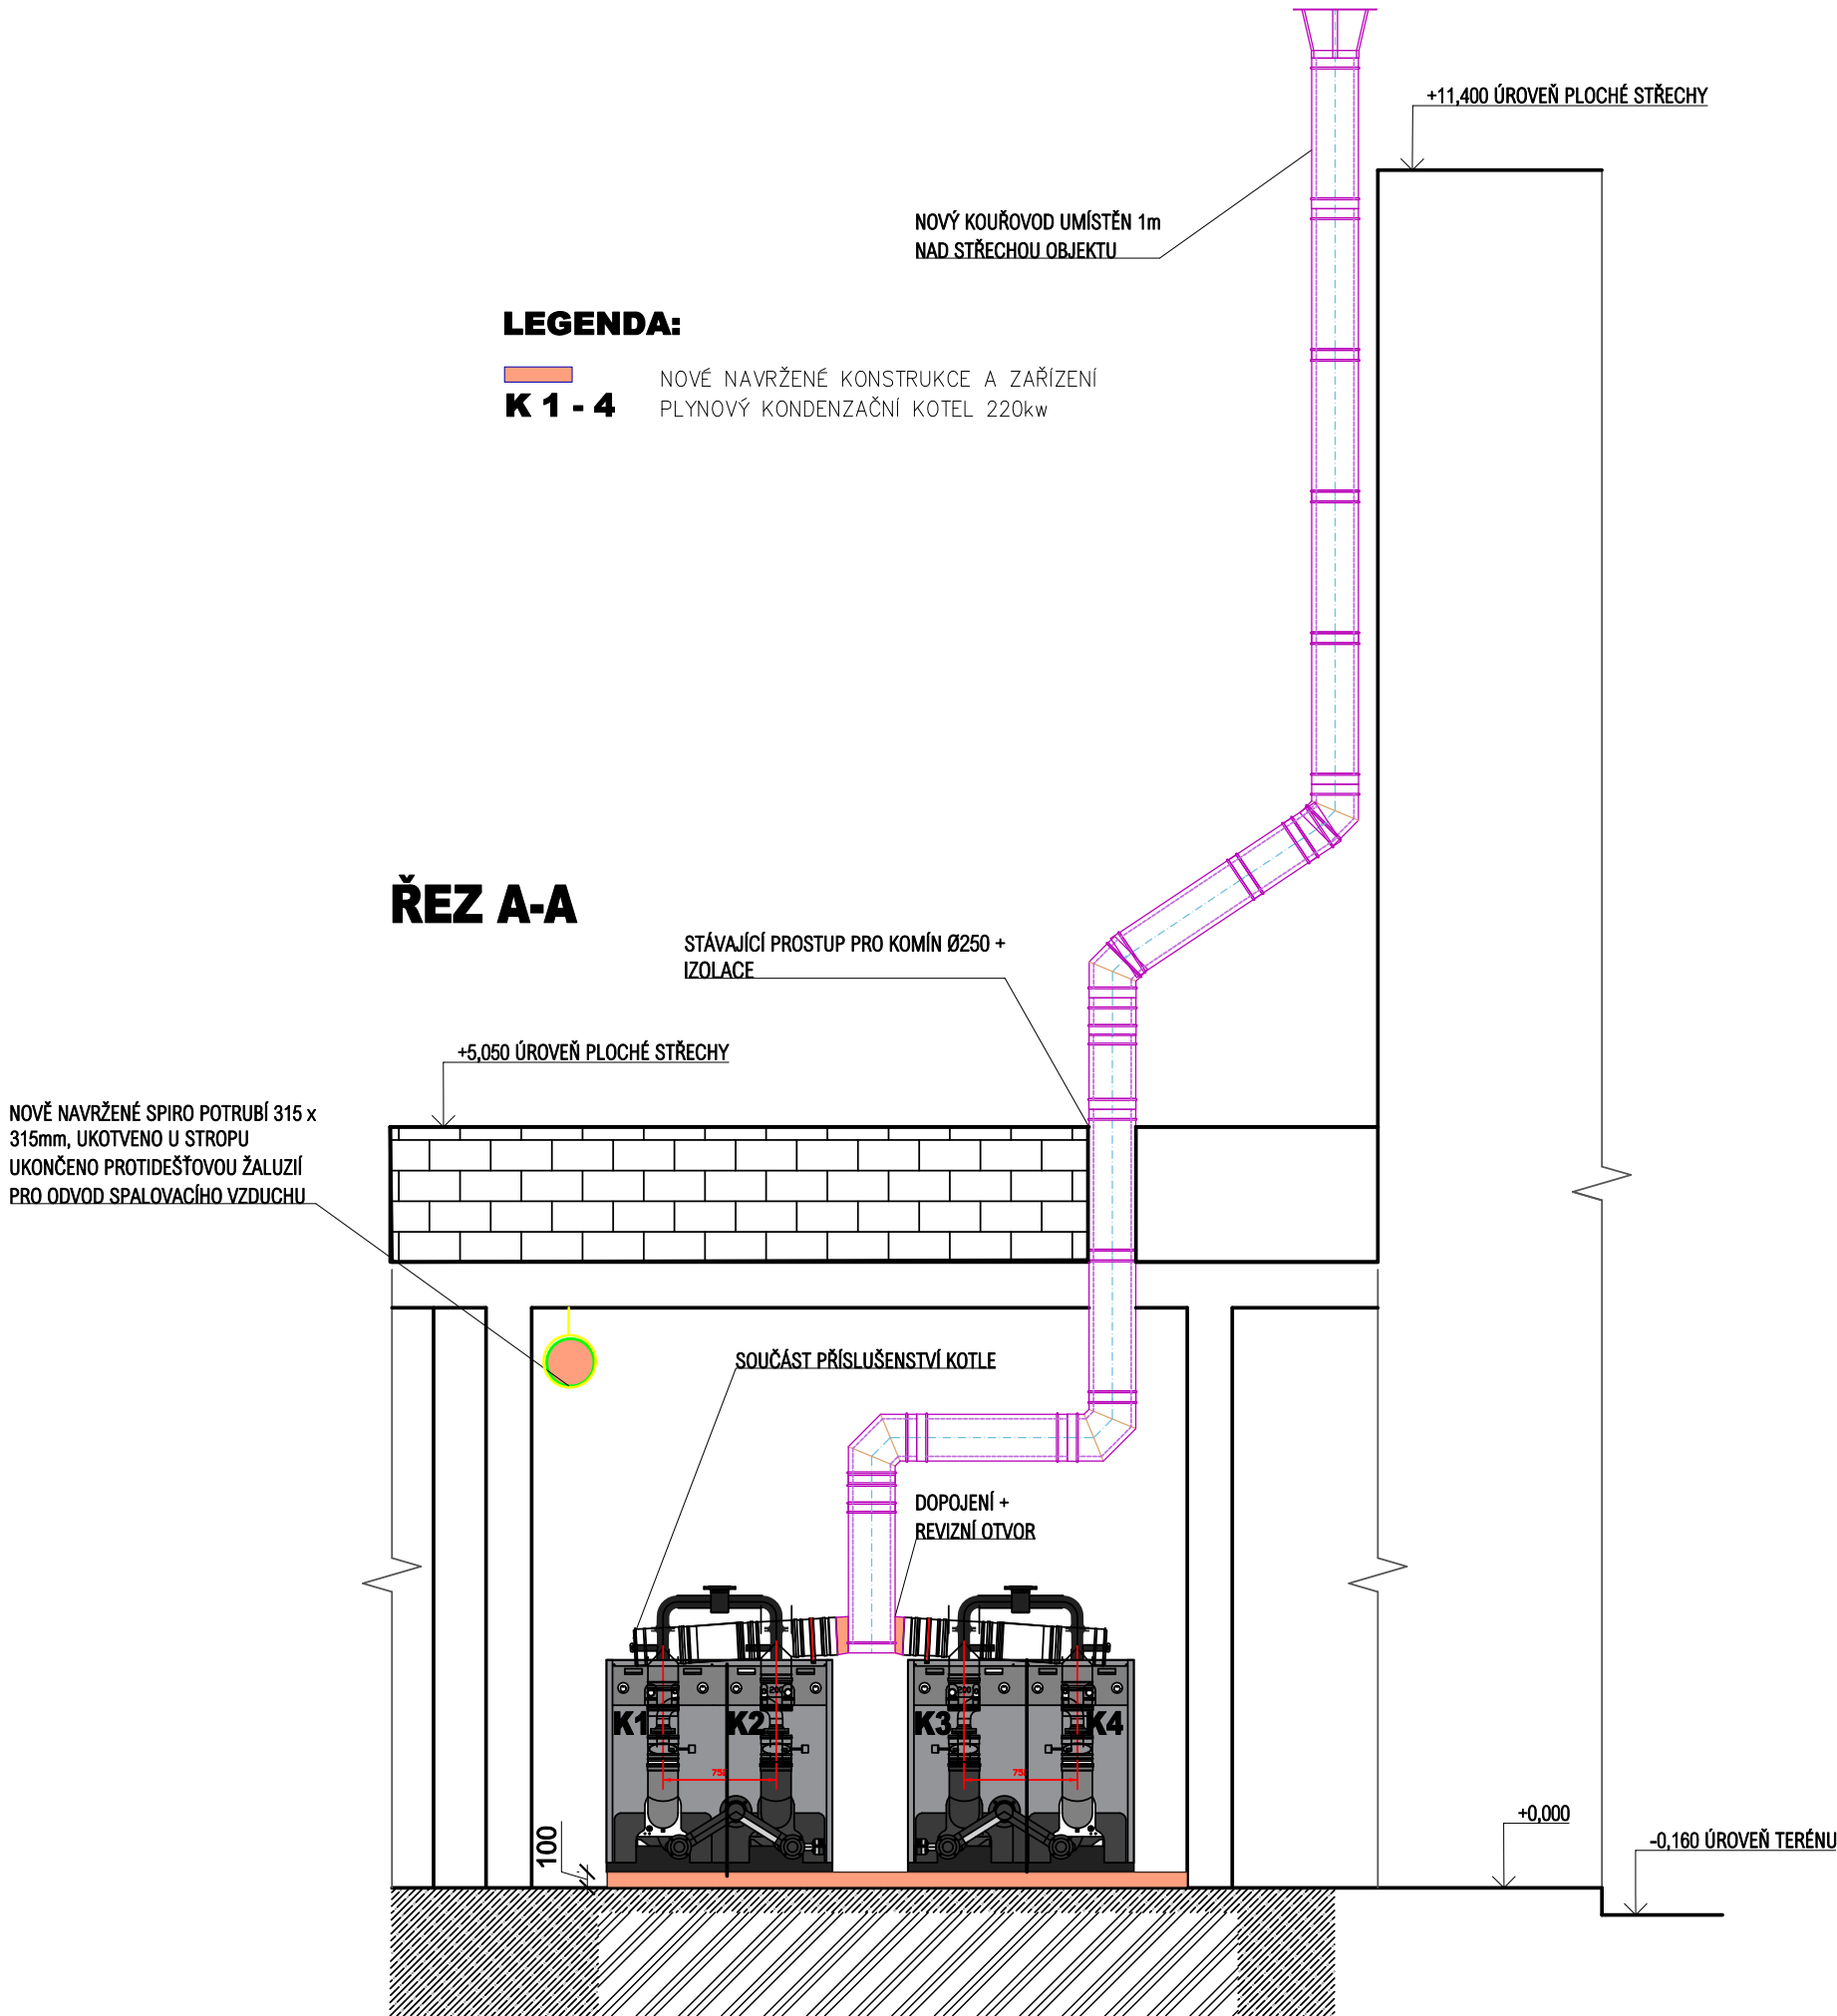 +11,400 ÚROVEŇ PLOCHÉ STŘECHY
NOVÝ KOUŘOVOD UMÍSTĚN 1m
NAD STŘECHOU OBJEKTU
LEGENDA:
NOVÉ NAVRŽENÉ KONSTRUKCE A ZAŘÍZENÍ
K 1 - 4 PLYNOVÝ KONDENZAČNÍ KOTEL 220kw
ŘEZ A-A
STÁVAJÍCÍ PROSTUP PRO KOMÍN Ø250 +
IZOLACE
+5,050 ÚROVEŇ PLOCHÉ STŘECHY
NOVĚ NAVRŽENÉ SPIRO POTRUBÍ 315 x
315mm, UKOTVENO U STROPU
UKONČENO PROTIDEŠŤOVOU ŽALUZIÍ
PRO ODVOD SPALOVACÍHO VZDUCHU
SOUČÁST PŘÍSLUŠENSTVÍ KOTLE
DOPOJENÍ +
REVIZNÍ OTVOR
200 200
K1 K2 K3 K4
100
+0,000
-0,160 ÚROVEŇ TERÉNU